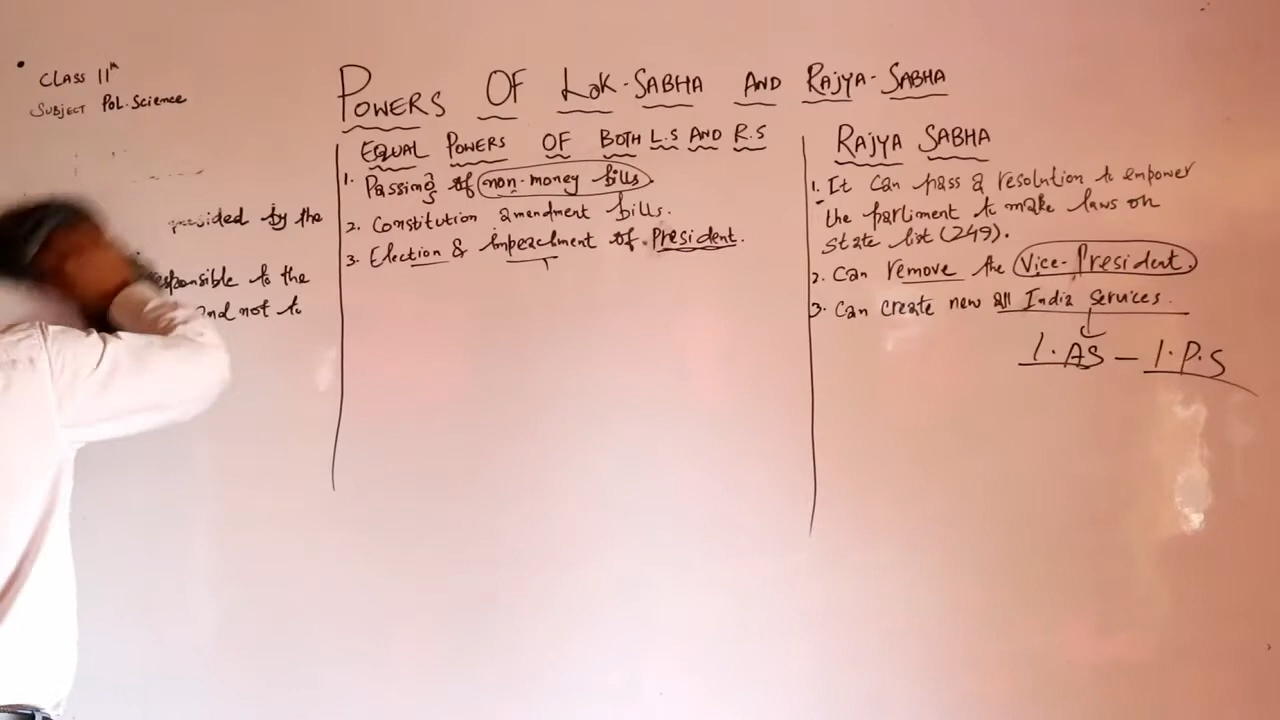 CLASS 11th
SUBJECT POL. Science
POWERS OF LOK-SABHA AND RAJYA-SABHA
presided by the
responsible to the
and not to
EQUAL POWERS OF BOTH L.S AND R.S
1. Passing of non-money bills.
2. Constitution amendment bills.
3. Election & impeachment of President.
RAJYA SABHA
1. It can pass a resolution to empower
the parliment to make laws on
state list (249).
2. Can remove the Vice-President.
3. Can create new all India Services.
I.AS - I.P.S